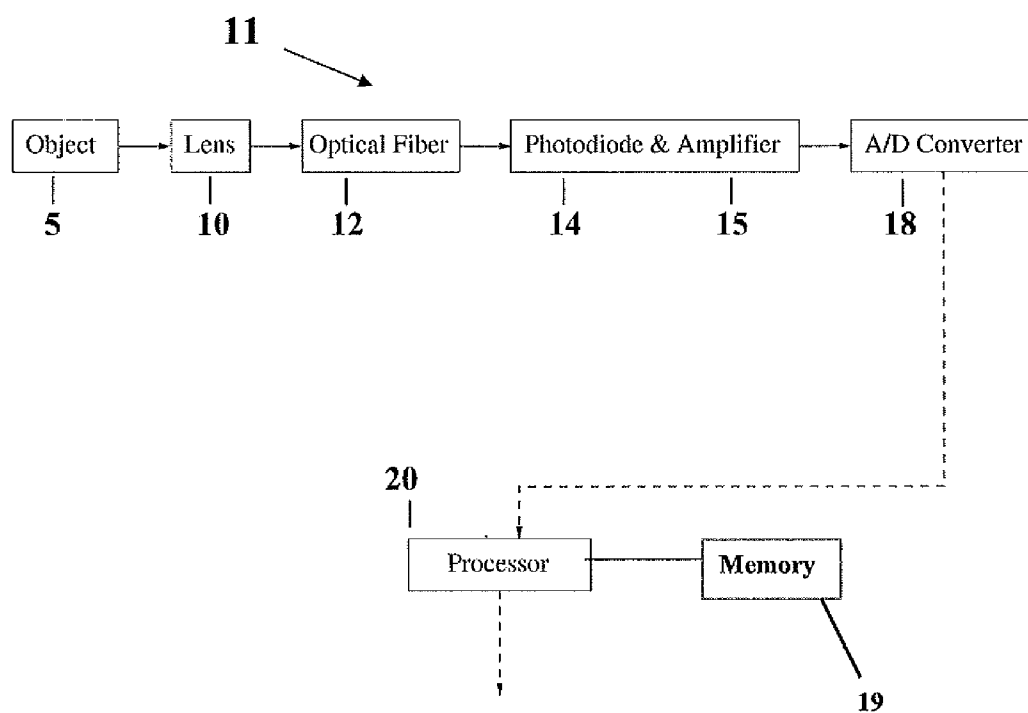 11
Object
Lens
Optical Fiber
Photodiode & Amplifier
A/D Converter
5
10
12
14
15
18
20
Processor
Memory
19